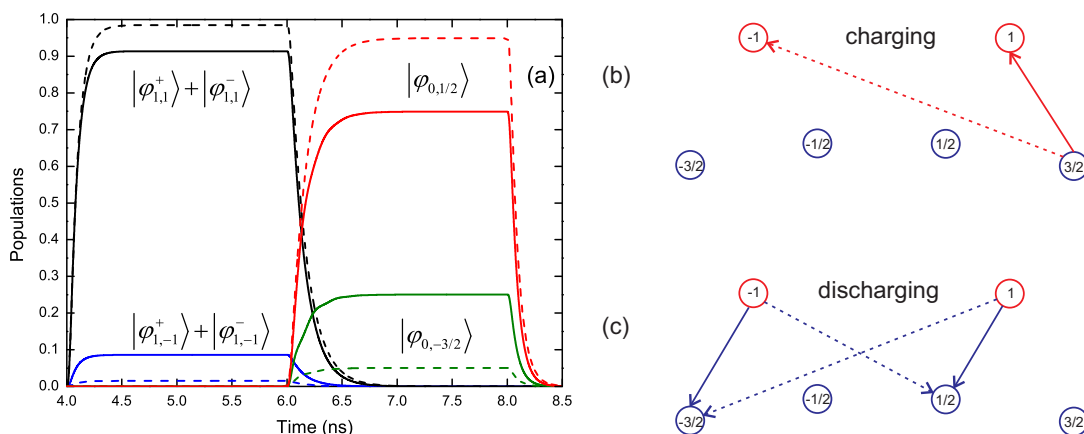 (a)
1.0
0.9
0.8
0.7
0.6
0.5
0.4
0.3
0.2
0.1
0.0
Populations
|φ⁺₁,₁⟩ + |φ⁻₁,₁⟩
|φ₀,₁/₂⟩
|φ⁺₁,₋₁⟩ + |φ⁻₁,₋₁⟩
|φ₀,₋₃/₂⟩
4.0 4.5 5.0 5.5 6.0 6.5 7.0 7.5 8.0 8.5
Time (ns)
(b)
charging
-1
1
-3/2
-1/2
1/2
3/2
(c)
discharging
-1
1
-3/2
-1/2
1/2
3/2